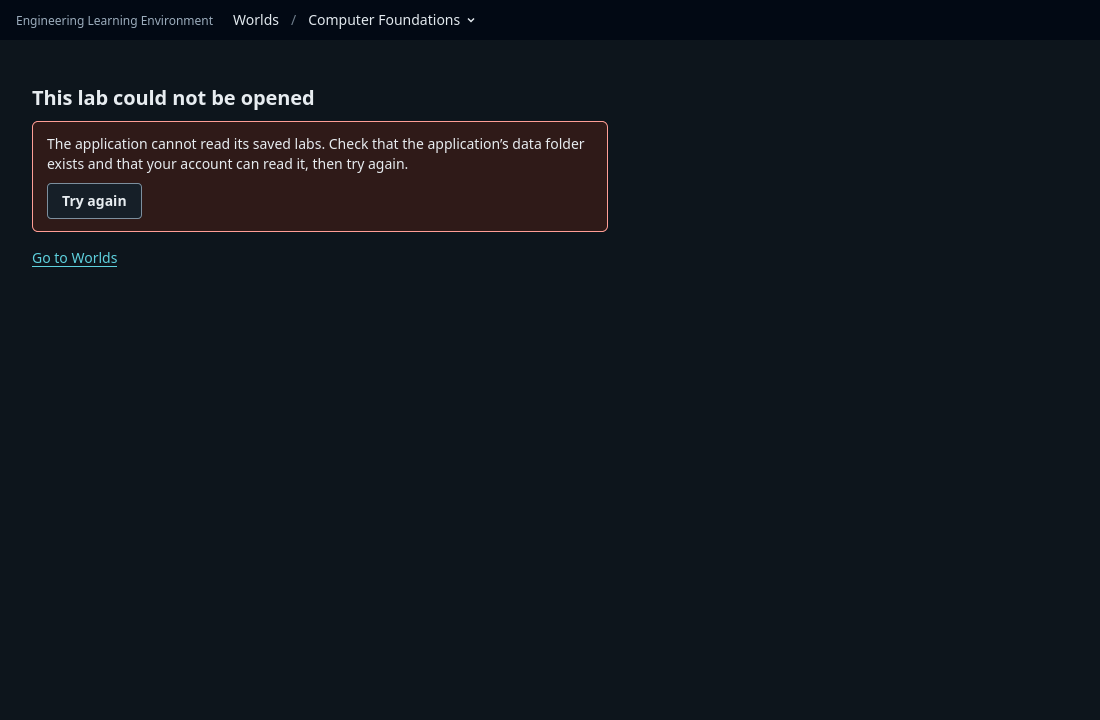 Engineering Learning Environment Worlds / Computer Foundations
This lab could not be opened
The application cannot read its saved labs. Check that the application’s data folder
exists and that your account can read it, then try again.
Try again
Go to Worlds